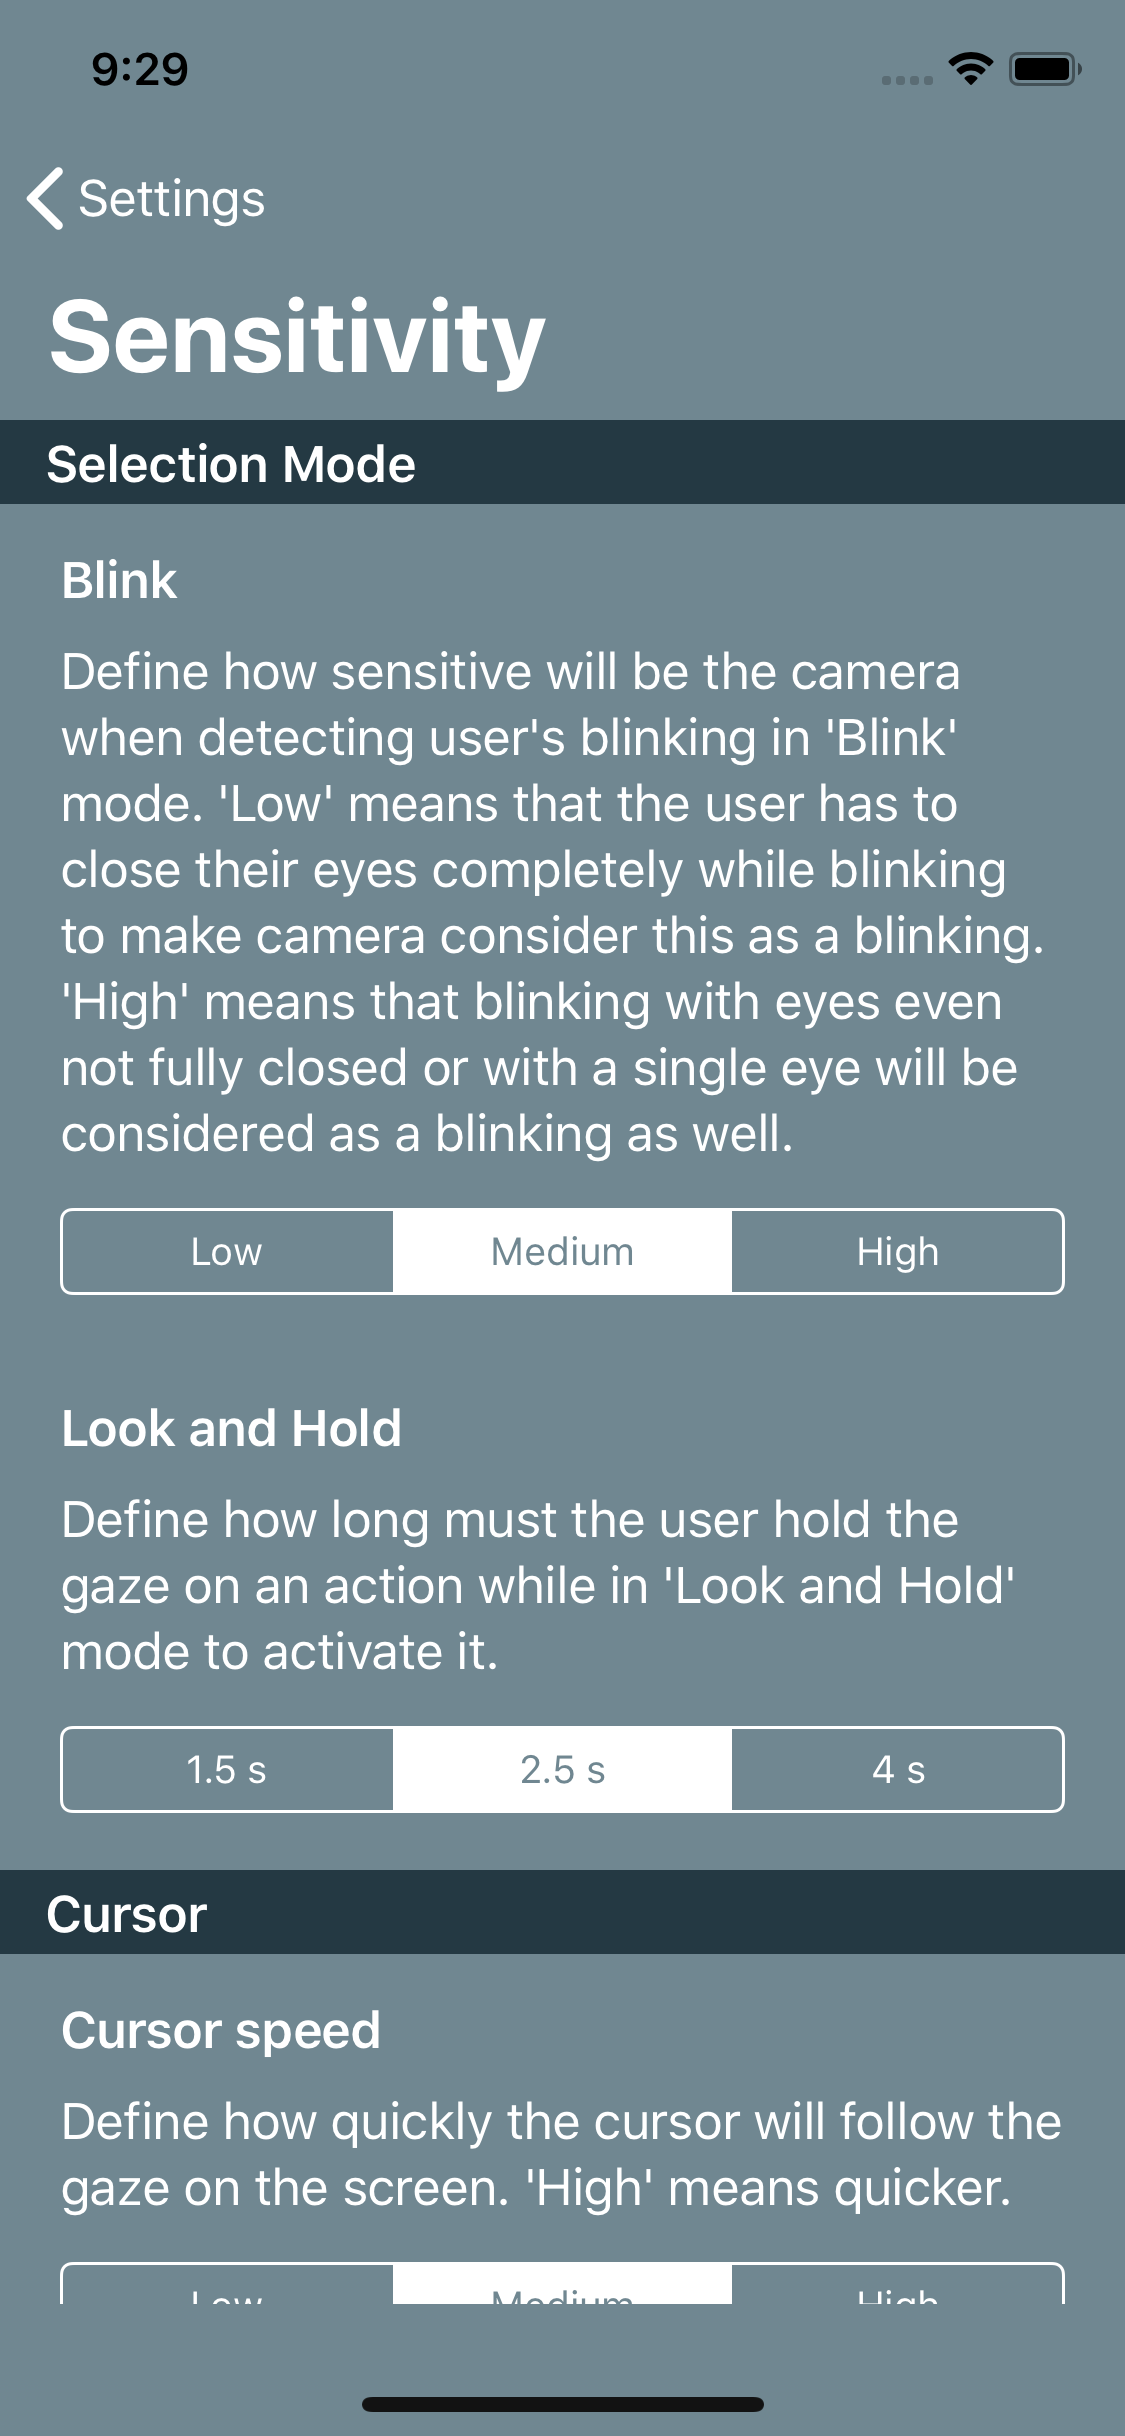 9:29
Settings
Sensitivity
Selection Mode
Blink
Define how sensitive will be the camera
when detecting user's blinking in 'Blink'
mode. 'Low' means that the user has to
close their eyes completely while blinking
to make camera consider this as a blinking.
'High' means that blinking with eyes even
not fully closed or with a single eye will be
considered as a blinking as well.
Low Medium High
Look and Hold
Define how long must the user hold the
gaze on an action while in 'Look and Hold'
mode to activate it.
1.5 s 2.5 s 4 s
Cursor
Cursor speed
Define how quickly the cursor will follow the
gaze on the screen. 'High' means quicker.
Low Medium High